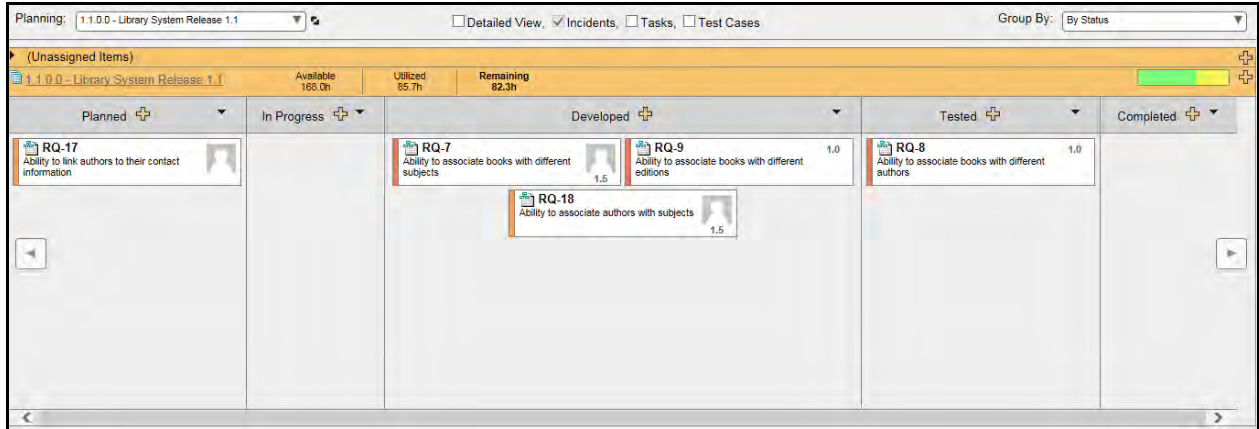 Planning: 1.1.0.0 - Library System Release 1.1 Detailed View, Incidents, Tasks, Test Cases Group By: By Status
(Unassigned Items)
1.1.0.0 - Library System Release 1.1 Available Utilized Remaining
168.0h 85.7h 82.3h
Planned In Progress Developed Tested Completed
RQ-17
Ability to link authors to their contact
information
RQ-7
Ability to associate books with different
subjects
1.5
RQ-9 1.0
Ability to associate books with different
editions
RQ-18
Ability to associate authors with subjects
1.5
RQ-8 1.0
Ability to associate books with different
authors